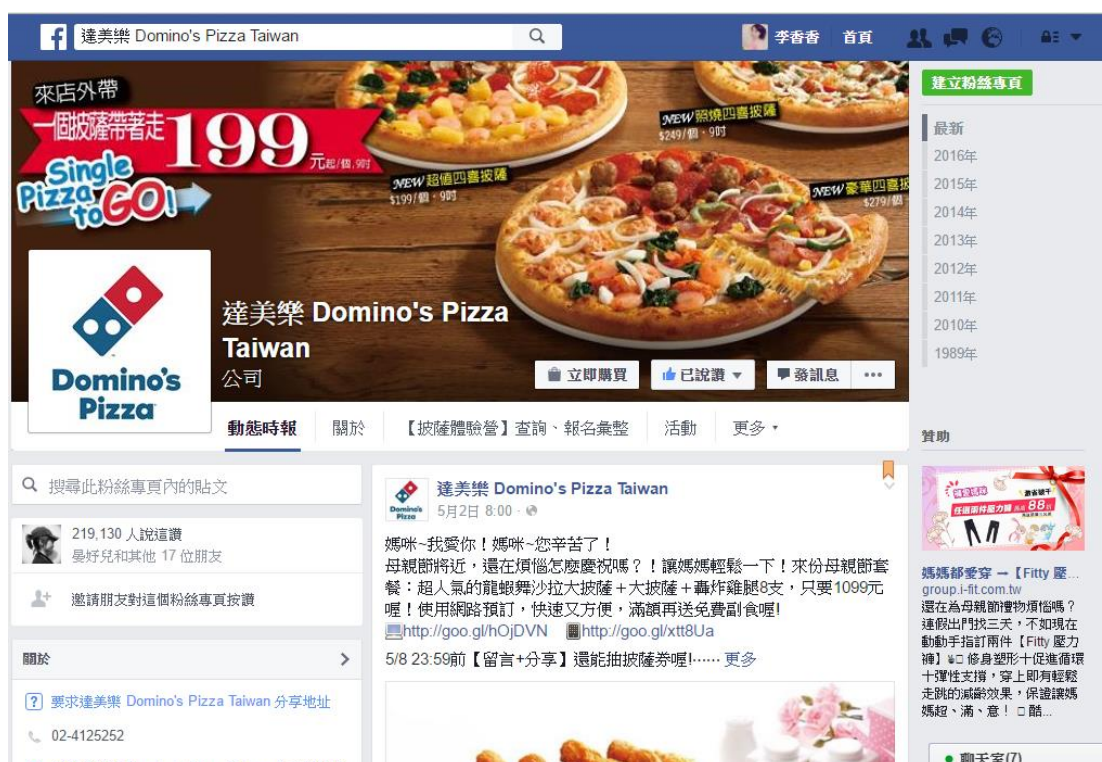 達美樂 Domino's Pizza Taiwan
李香香 首頁
來店外帶
一個披薩帶著走199元起/個.9吋
Single
Pizza
to GO!
NEW 超值四喜披薩
$199/個·9吋
NEW 照燒四喜披薩
$249/個·9吋
NEW 豪華四喜披
$279/個
Domino's
Pizza
達美樂 Domino's Pizza
Taiwan
公司
立即購買
已說讚
發訊息
動態時報 關於 【披薩體驗營】查詢、報名彙整 活動 更多
搜尋此粉絲專頁內的貼文
219,130 人說這讚
晏妤兒和其他 17 位朋友
邀請朋友對這個粉絲專頁按讚
關於
要求達美樂 Domino's Pizza Taiwan 分享地址
02-4125252
Domino's
Pizza
達美樂 Domino's Pizza Taiwan
5月2日 8:00
媽咪~我愛你！媽咪~您辛苦了！
母親節將近，還在煩惱怎麼慶祝嗎？！讓媽媽輕鬆一下！來份母親節套
餐：超人氣的龍蝦舞沙拉大披薩＋大披薩＋轟炸雞腿8支，只要1099元
喔！使用網路預訂，快速又方便，滿額再送免費副食喔!
http://goo.gl/hOjDVN http://goo.gl/xtt8Ua
5/8 23:59前【留言+分享】還能抽披薩券喔!…… 更多
建立粉絲專頁
最新
2016年
2015年
2014年
2013年
2012年
2011年
2010年
1989年
贊助
任選兩件壓力褲 88
媽媽都愛穿 → 【Fitty 壓...
group.i-fit.com.tw
還在為母親節禮物煩惱嗎？
連假出門找三天，不如現在
動動手指訂兩件【Fitty 壓力
褲】 修身塑形十促進循環
十彈性支撐，穿上即有輕鬆
走跳的減齡效果，保證讓媽
媽超、滿、意！ 酷...
聊天室(7)